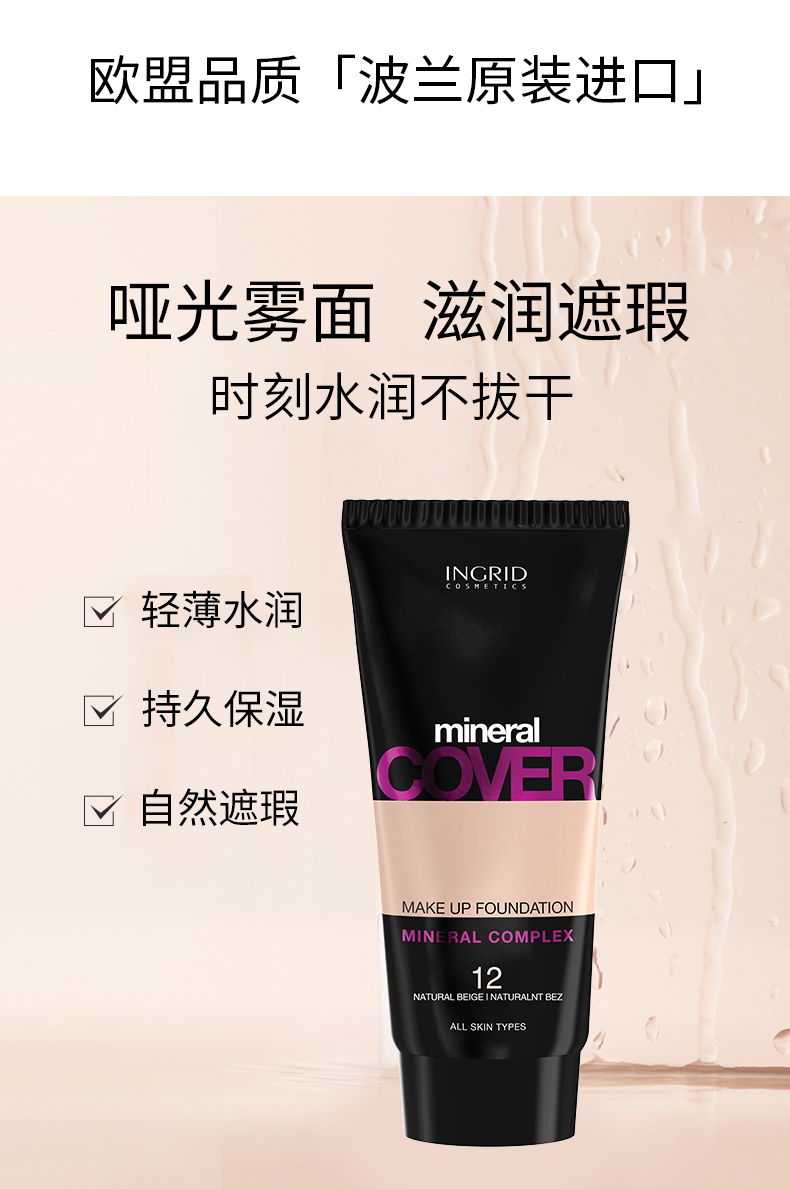 欧盟品质「波兰原装进口」
哑光雾面 滋润遮瑕
时刻水润不拔干
轻薄水润
持久保湿
自然遮瑕
INGRID
COSMETICS
mineral
COVER
MAKE UP FOUNDATION
MINERAL COMPLEX
12
NATURAL BEIGE I NATURALNT BEZ
ALL SKIN TYPES